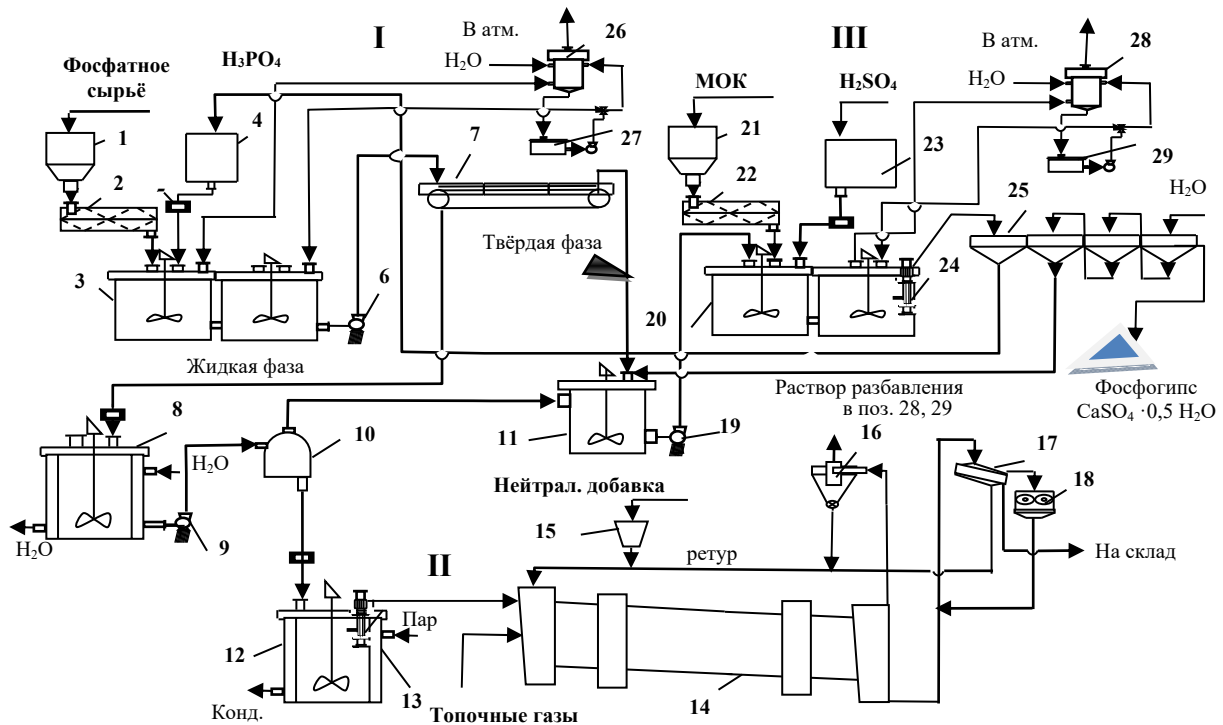 I
В атм.
26
III
В атм.
28
H₂O
H₃PO₄
Фосфатное
сырьё
МОК
H₂SO₄
H₂O
1
4
7
27
21
23
29
2
22
25
H₂O
Твёрдая фаза
3
6
20
24
Жидкая фаза
Раствор разбавления
в поз. 28, 29
Фосфогипс
CaSO₄ ·0,5 H₂O
8
10
11
19
16
17
H₂O
Нейтрал. добавка
18
H₂O
9
15
ретур
На склад
II
Пар
12
13
14
Конд.
Топочные газы